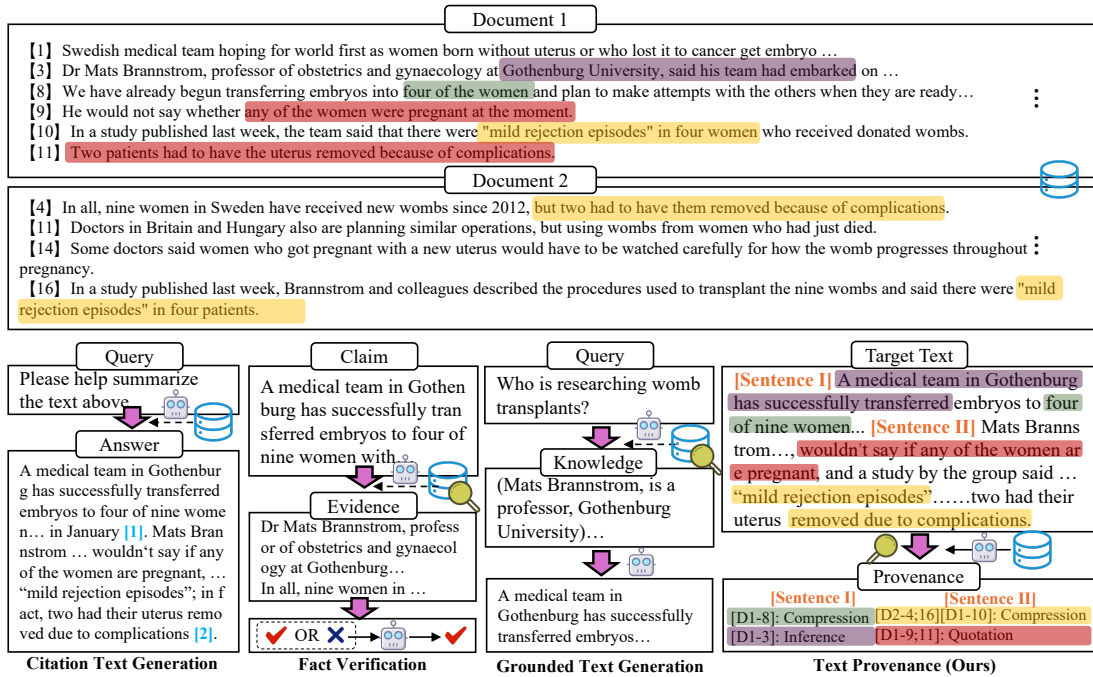 Document 1
【1】Swedish medical team hoping for world first as women born without uterus or who lost it to cancer get embryo …
【3】Dr Mats Brannstrom, professor of obstetrics and gynaecology at Gothenburg University, said his team had embarked on …
【8】We have already begun transferring embryos into four of the women and plan to make attempts with the others when they are ready…
【9】He would not say whether any of the women were pregnant at the moment.
【10】In a study published last week, the team said that there were "mild rejection episodes" in four women who received donated wombs.
【11】Two patients had to have the uterus removed because of complications.
Document 2
【4】In all, nine women in Sweden have received new wombs since 2012, but two had to have them removed because of complications.
【11】Doctors in Britain and Hungary also are planning similar operations, but using wombs from women who had just died.
【14】Some doctors said women who got pregnant with a new uterus would have to be watched carefully for how the womb progresses throughout
pregnancy.
【16】In a study published last week, Brannstrom and colleagues described the procedures used to transplant the nine wombs and said there were "mild
rejection episodes" in four patients.
Query
Please help summarize
the text above
Answer
A medical team in Gothenbur
g has successfully transferred
embryos to four of nine wome
n… in January [1]. Mats Bran
nstrom … wouldn't say if any
of the women are pregnant, …
“mild rejection episodes”; in f
act, two had their uterus remo
ved due to complications [2].
Citation Text Generation
Claim
A medical team in Gothen
burg has successfully tran
sferred embryos to four of
nine women with…
Evidence
Dr Mats Brannstrom, profess
or of obstetrics and gynaecol
ogy at Gothenburg…
In all, nine women in …
OR
Fact Verification
Query
Who is researching womb
transplants?
Knowledge
(Mats Brannstrom, is a
professor, Gothenburg
University)…
A medical team in
Gothenburg has successfully
transferred embryos…
Grounded Text Generation
Target Text
[Sentence I] A medical team in Gothenburg
has successfully transferred embryos to four
of nine women... [Sentence II] Mats Branns
trom…, wouldn't say if any of the women ar
e pregnant, and a study by the group said …
“mild rejection episodes”……two had their
uterus removed due to complications.
Provenance
[Sentence I] [Sentence II]
[D1-8]: Compression [D2-4;16][D1-10]: Compression
[D1-3]: Inference [D1-9;11]: Quotation
Text Provenance (Ours)